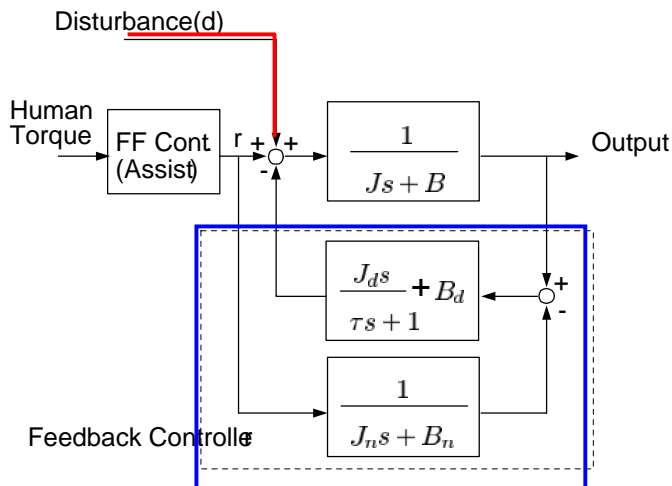 Disturbance(d)
Human
Torque
FF Cont.
(Assist)
r
+
+
-
1
Js + B
Output
J_d s
τs + 1
+ B_d
+
-
1
J_n s + B_n
Feedback Controller